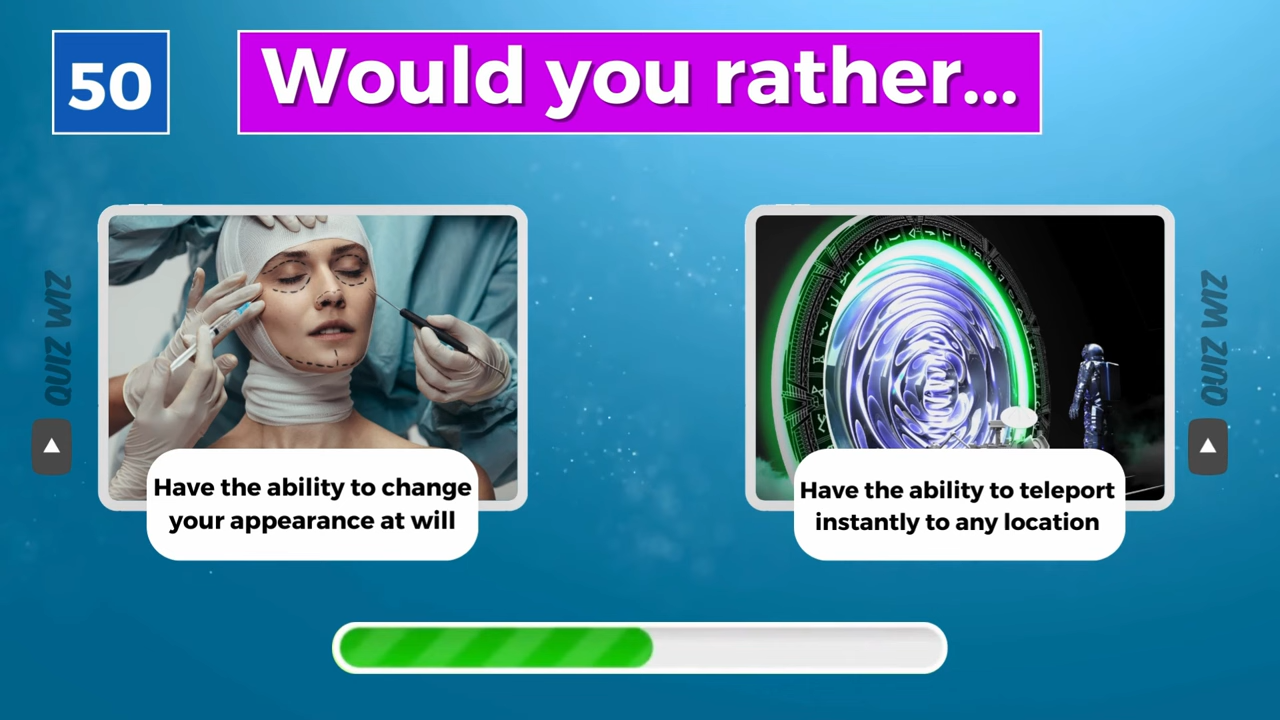 50
Would you rather...
QUIZ WIZ
QUIZ WIZ
Have the ability to change
your appearance at will
Have the ability to teleport
instantly to any location